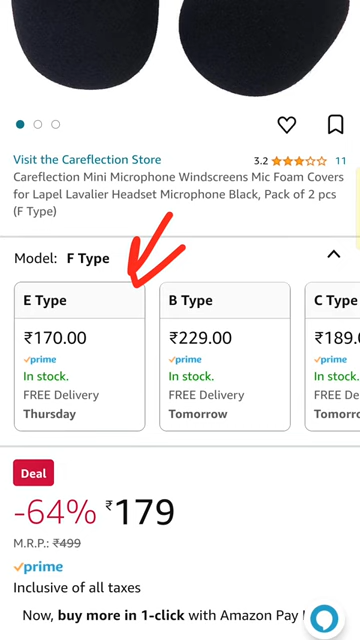 Visit the Careflection Store 3.2 11
Careflection Mini Microphone Windscreens Mic Foam Covers
for Lapel Lavalier Headset Microphone Black, Pack of 2 pcs
(F Type)
Model: F Type
E Type B Type C Type
₹170.00 ₹229.00 ₹189.0
prime prime prime
In stock. In stock. In stock.
FREE Delivery FREE Delivery FREE De
Thursday Tomorrow Tomorro
Deal
-64% ₹179
M.R.P.: ₹499
prime
Inclusive of all taxes
Now, buy more in 1-click with Amazon Pay